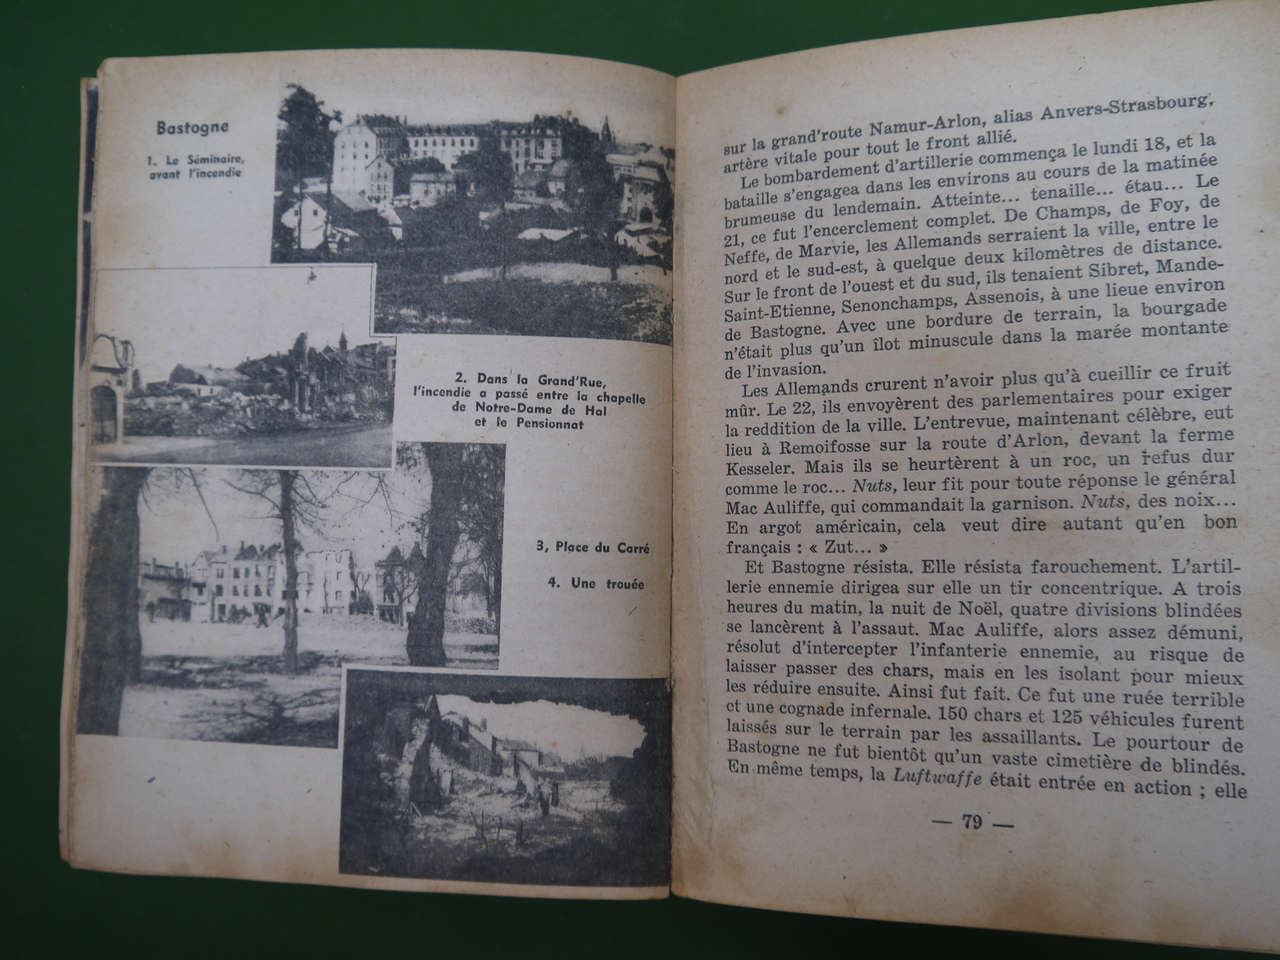 Bastogne
1. Le Séminaire,
avant l'incendie
2. Dans la Grand'Rue,
l'incendie a passé entre la chapelle
de Notre-Dame de Hal
et le Pensionnat
3, Place du Carré
4. Une trouée
sur la grand'route Namur-Arlon, alias Anvers-Strasbourg,
artère vitale pour tout le front allié.
Le bombardement d'artillerie commença le lundi 18, et la
bataille s'engagea dans les environs au cours de la matinée
brumeuse du lendemain. Atteinte... tenaille... étau... Le
21, ce fut l'encerclement complet. De Champs, de Foy, de
Neffe, de Marvie, les Allemands serraient la ville, entre le
nord et le sud-est, à quelque deux kilomètres de distance.
Sur le front de l'ouest et du sud, ils tenaient Sibret, Mande-
Saint-Etienne, Senonchamps, Assenois, à une lieue environ
de Bastogne. Avec une bordure de terrain, la bourgade
n'était plus qu'un îlot minuscule dans la marée montante
de l'invasion.
Les Allemands crurent n'avoir plus qu'à cueillir ce fruit
mûr. Le 22, ils envoyèrent des parlementaires pour exiger
la reddition de la ville. L'entrevue, maintenant célèbre, eut
lieu à Remoifosse sur la route d'Arlon, devant la ferme
Kesseler. Mais ils se heurtèrent à un roc, un refus dur
comme le roc... Nuts, leur fit pour toute réponse le général
Mac Auliffe, qui commandait la garnison. Nuts, des noix...
En argot américain, cela veut dire autant qu'en bon
français : « Zut... »
Et Bastogne résista. Elle résista farouchement. L'artil-
lerie ennemie dirigea sur elle un tir concentrique. A trois
heures du matin, la nuit de Noël, quatre divisions blindées
se lancèrent à l'assaut. Mac Auliffe, alors assez démuni,
résolut d'intercepter l'infanterie ennemie, au risque de
laisser passer des chars, mais en les isolant pour mieux
les réduire ensuite. Ainsi fut fait. Ce fut une ruée terrible
et une cognade infernale. 150 chars et 125 véhicules furent
laissés sur le terrain par les assaillants. Le pourtour de
Bastogne ne fut bientôt qu'un vaste cimetière de blindés.
En même temps, la Luftwaffe était entrée en action ; elle
— 79 —